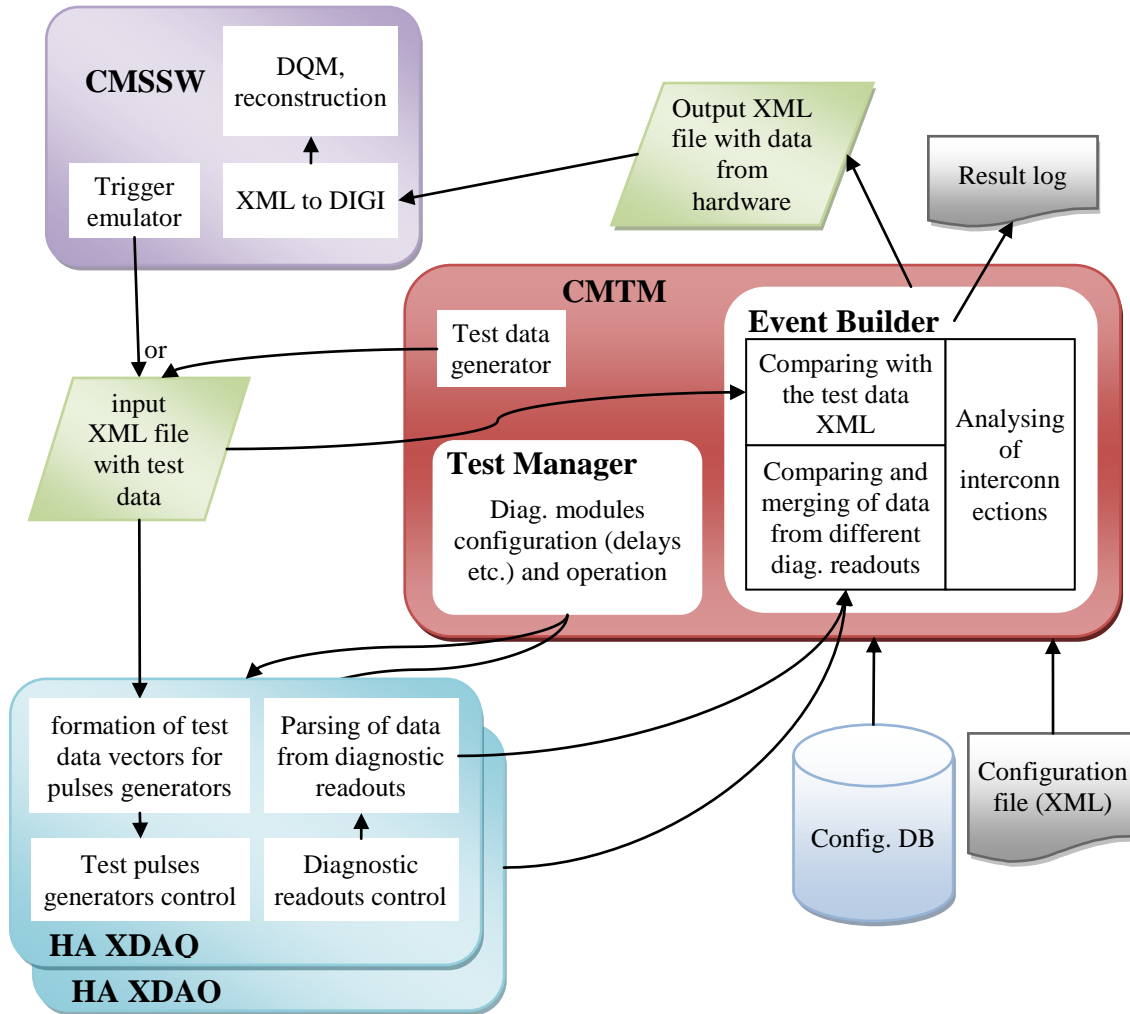 CMSSW
DQM,
reconstruction
Trigger
emulator
XML to DIGI
Output XML
file with data
from
hardware
Result log
or
input
XML file
with test
data
CMTM
Test data
generator
Test Manager
Diag. modules
configuration (delays
etc.) and operation
Event Builder
Comparing with
the test data
XML
Comparing and
merging of data
from different
diag. readouts
Analysing
of
interconn
ections
formation of test
data vectors for
pulses generators
Parsing of data
from diagnostic
readouts
Test pulses
generators control
Diagnostic
readouts control
HA XDAQ
HA XDAQ
Config. DB
Configuration
file (XML)